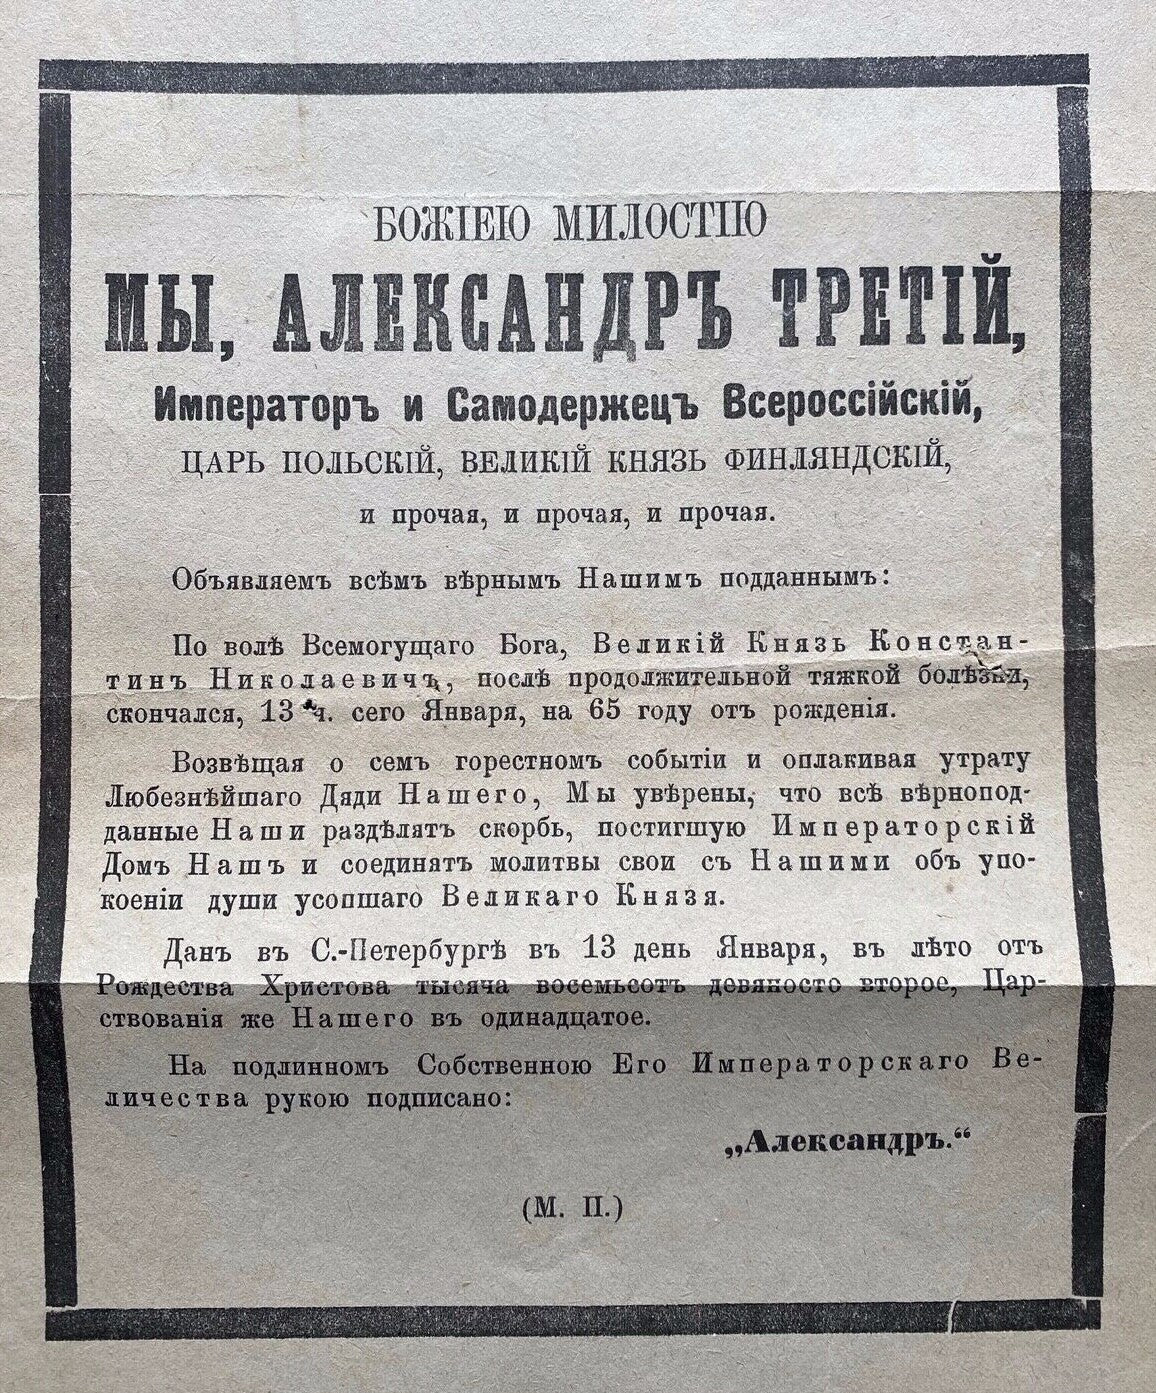 БОЖІЕЮ МИЛОСТІЮ
МЫ, АЛЕКСАНДРЪ ТРЕТІЙ,
Императоръ и Самодержецъ Всероссійскій,
ЦАРЬ ПОЛЬСКІЙ, ВЕЛИКІЙ КНЯЗЬ ФИНЛЯНДСКІЙ,
и прочая, и прочая, и прочая.
Объявляемъ всѣмъ вѣрнымъ Нашимъ подданнымъ:
По волѣ Всемогущаго Бога, Великій Князь Констан-
тинъ Николаевичъ, послѣ продолжительной тяжкой болѣзни,
скончался, 13 ч. сего Января, на 65 году отъ рожденія.
Возвѣщая о семъ горестномъ событіи и оплакивая утрату
Любезнѣйшаго Дяди Нашего, Мы увѣрены, что всѣ вѣрнопод-
данные Наши раздѣлятъ скорбь, постигшую Императорскій
Домъ Нашъ и соединятъ молитвы свои съ Нашими объ упо-
коеніи души усопшаго Великаго Князя.
Данъ въ С.-Петербургѣ въ 13 день Января, въ лѣто отъ
Рождества Христова тысяча восемьсотъ девяносто второе, Цар-
ствованія же Нашего въ одинадцатое.
На подлинномъ Собственною Его Императорскаго Ве-
личества рукою подписано:
„Александръ.“
(М. П.)